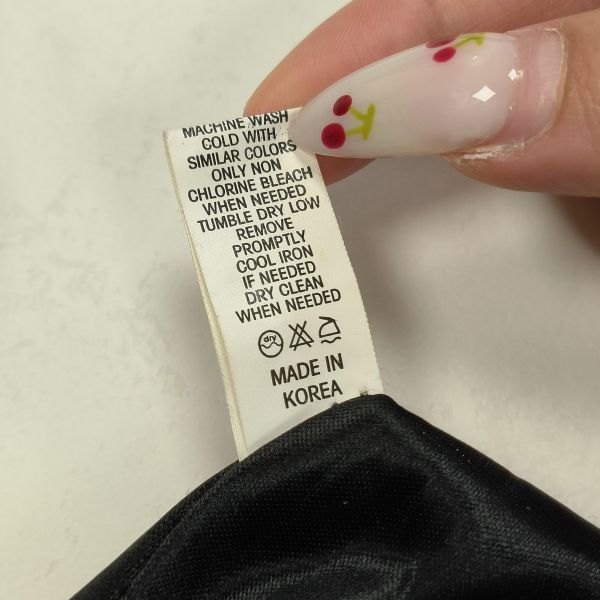 MACHINE WASH
COLD WITH
SIMILAR COLORS
ONLY NON
CHLORINE BLEACH
WHEN NEEDED
TUMBLE DRY LOW
REMOVE
PROMPTLY
COOL IRON
IF NEEDED
DRY CLEAN
WHEN NEEDED
dry
MADE IN
KOREA